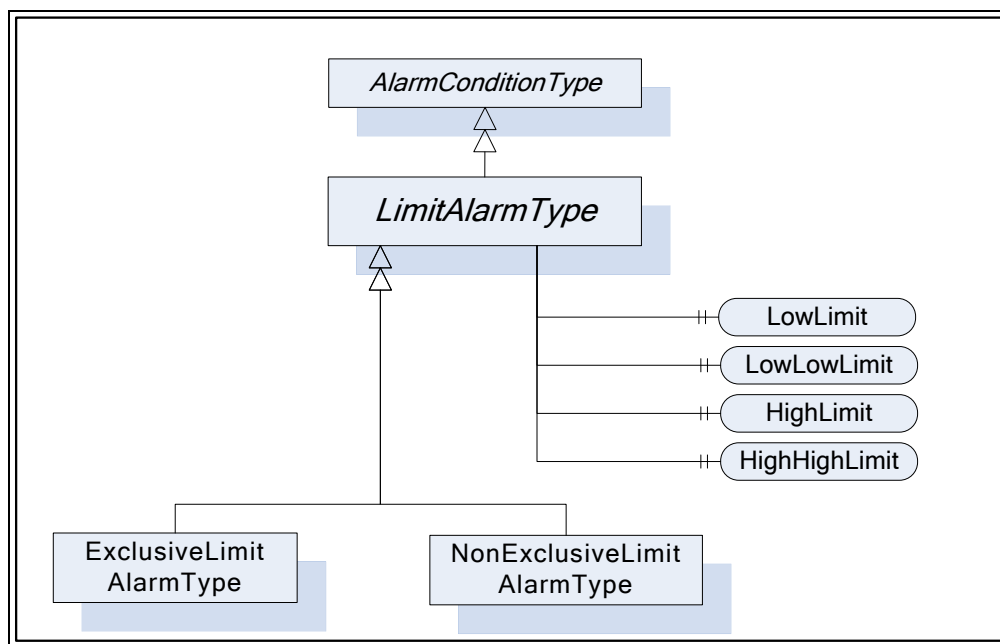 AlarmConditionType
LimitAlarmType
LowLimit
LowLowLimit
HighLimit
HighHighLimit
ExclusiveLimit
AlarmType
NonExclusiveLimit
AlarmType